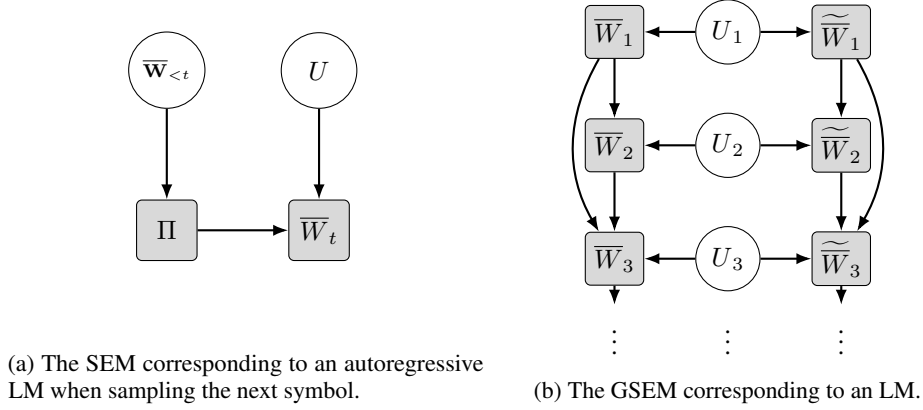 w̅<t
U
Π
W̅t
(a) The SEM corresponding to an autoregressive
LM when sampling the next symbol.
W̅1 U1 W̅̃1
W̅2 U2 W̅̃2
W̅3 U3 W̅̃3
⋮ ⋮ ⋮
(b) The GSEM corresponding to an LM.